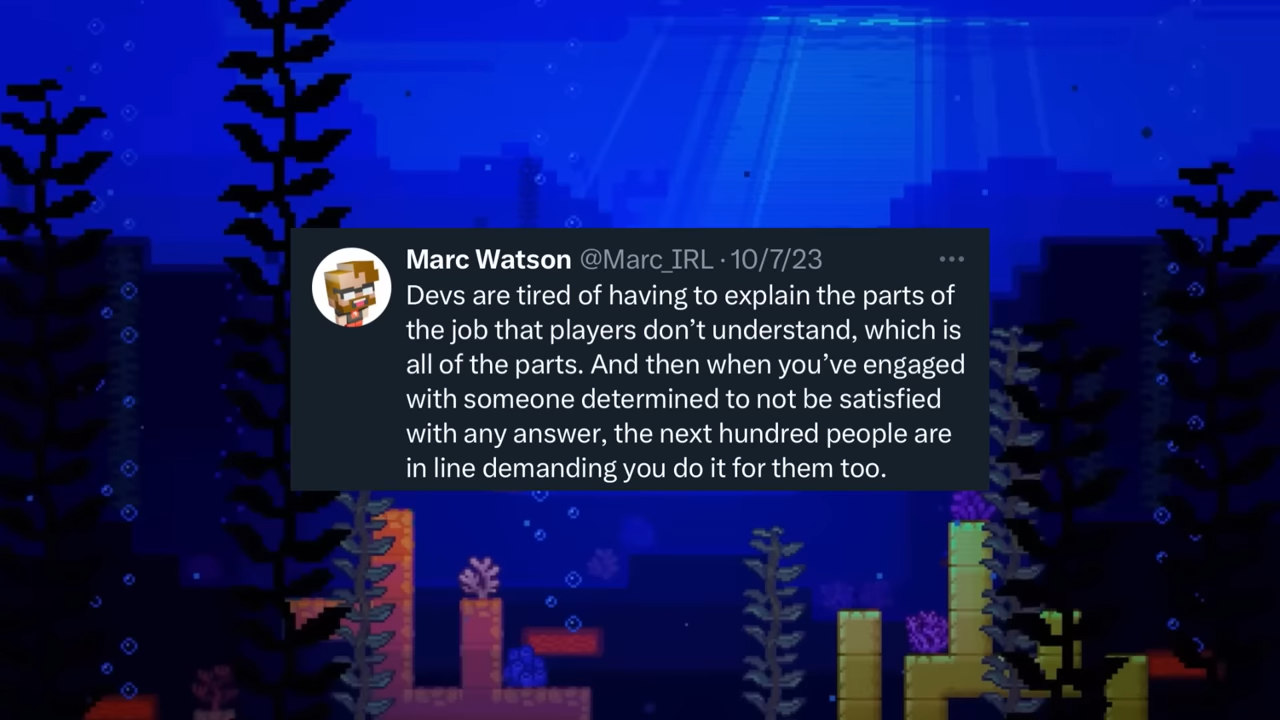 Marc Watson @Marc_IRL · 10/7/23
Devs are tired of having to explain the parts of
the job that players don’t understand, which is
all of the parts. And then when you’ve engaged
with someone determined to not be satisfied
with any answer, the next hundred people are
in line demanding you do it for them too.